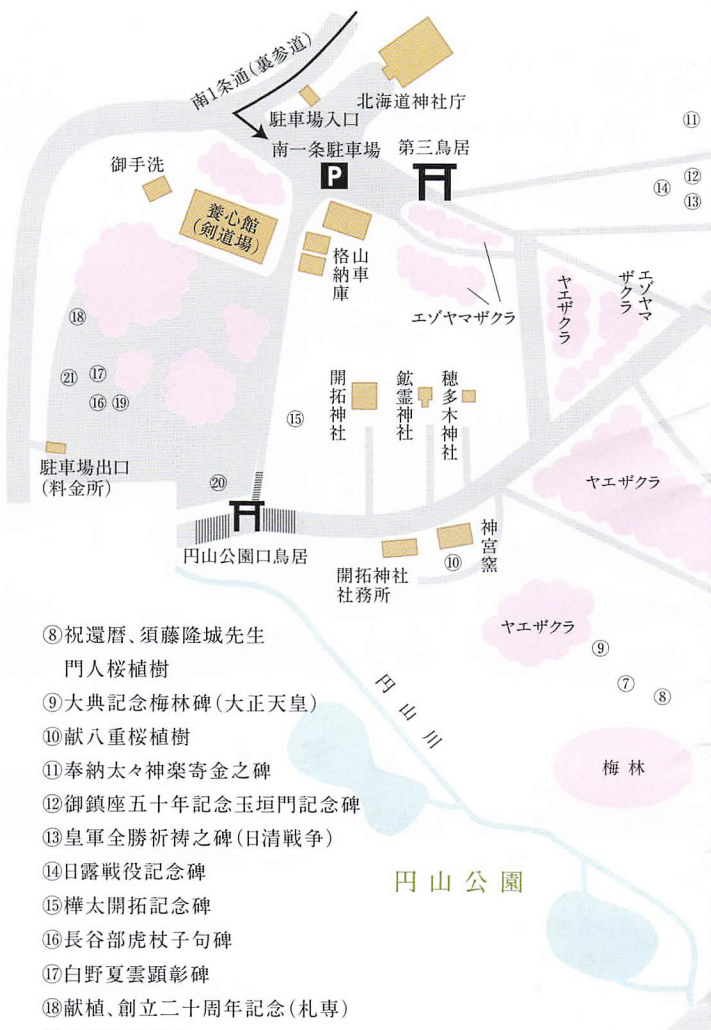 南1条通(裏参道)
北海道神社庁
駐車場入口
⑪
南一条駐車場
第三鳥居
P
御手洗
⑭
⑫
⑬
養心館
(剣道場)
山車
格納庫
エゾヤマザクラ
ヤエザクラ
エゾヤマ
ザクラ
⑱
㉑
⑰
⑯
⑲
⑮
開拓神社
鉱霊神社
穂多木神社
駐車場出口
(料金所)
⑳
ヤエザクラ
円山公園口鳥居
開拓神社
社務所
⑩
神宮窯
ヤエザクラ
⑨
⑦
⑧
円山川
梅林
円山公園
⑧祝還暦、須藤隆城先生
門人桜植樹
⑨大典記念梅林碑(大正天皇)
⑩献八重桜植樹
⑪奉納太々神楽寄金之碑
⑫御鎮座五十年記念玉垣門記念碑
⑬皇軍全勝祈祷之碑(日清戦争)
⑭日露戦役記念碑
⑮樺太開拓記念碑
⑯長谷部虎杖子句碑
⑰白野夏雲顕彰碑
⑱献植、創立二十周年記念(札専)